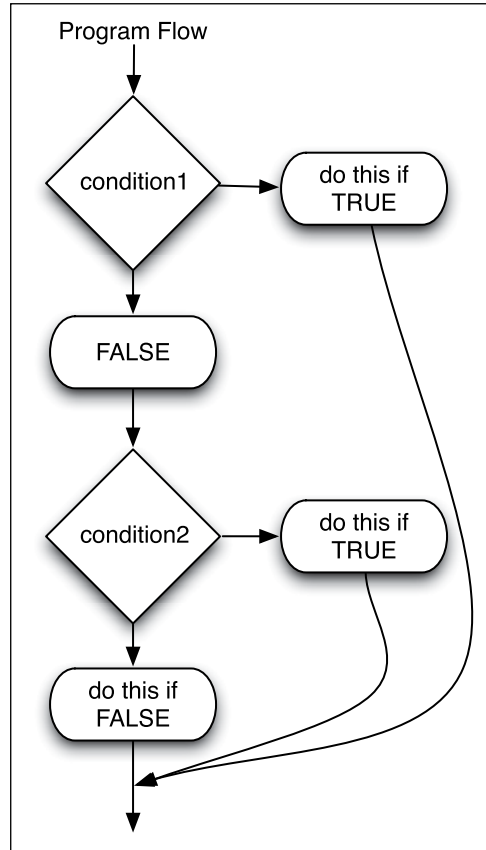 Program Flow
condition1
do this if
TRUE
FALSE
condition2
do this if
TRUE
do this if
FALSE